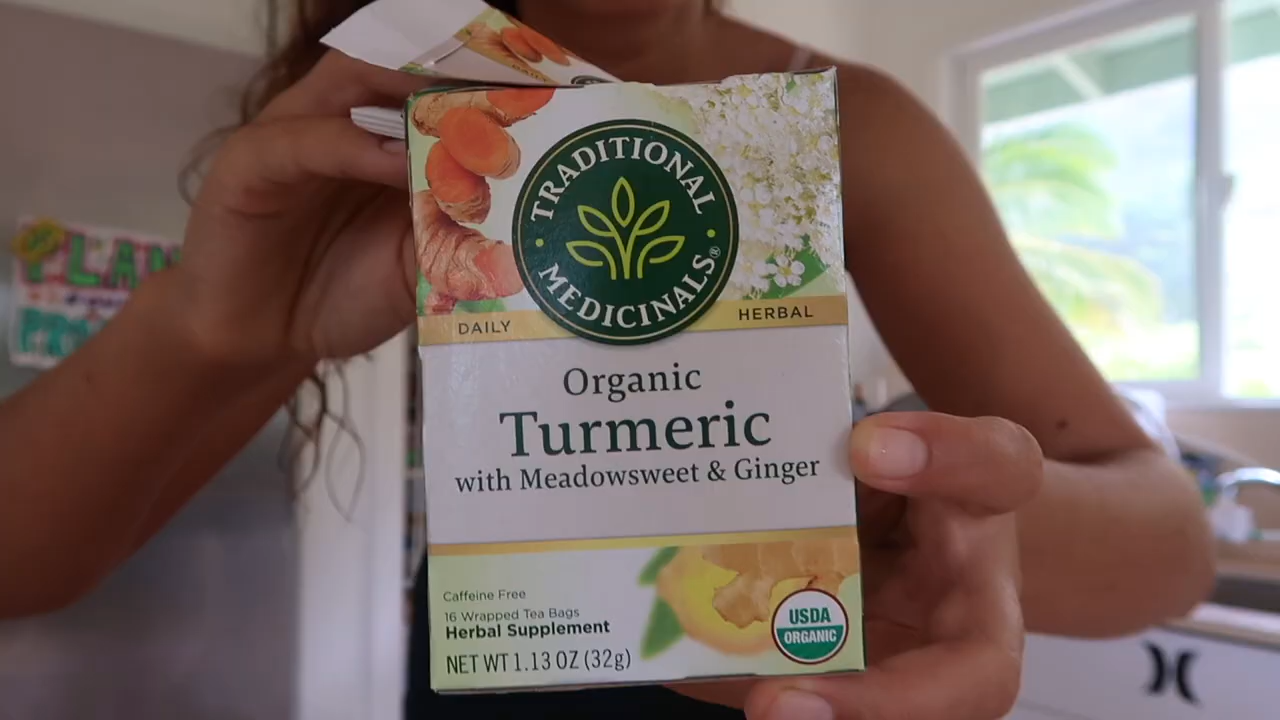 TRADITIONAL
MEDICINALS®
DAILY
HERBAL
Organic
Turmeric
with Meadowsweet & Ginger
Caffeine Free
16 Wrapped Tea Bags
Herbal Supplement
NET WT 1.13 OZ (32g)
USDA
ORGANIC